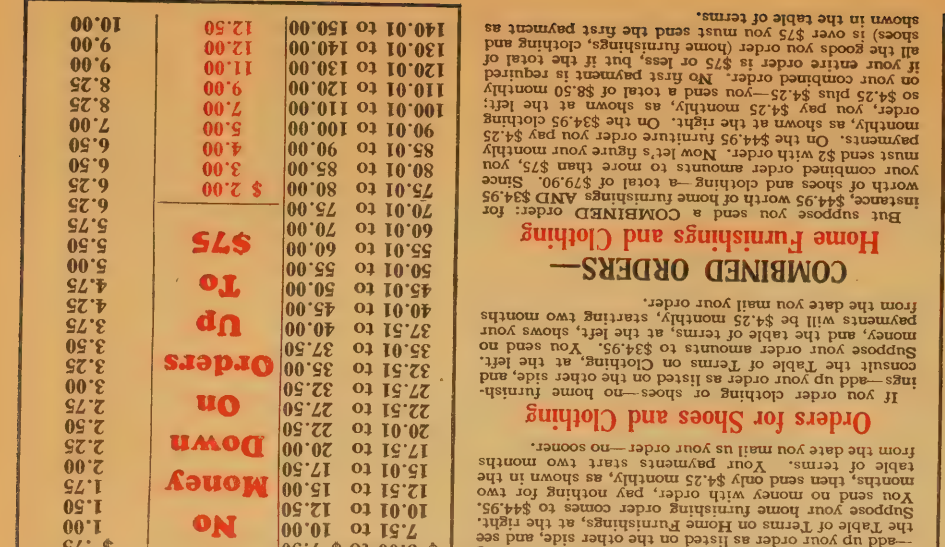 —add up your order as listed on the other side, and see
the Table of Terms on Home Furnishings, at the right.
Suppose your home furnishing order comes to $44.95.
You send no money with order, pay nothing for two
months, then send only $4.25 monthly, as shown in the
table of terms. Your payments start two months
from the date you mail us your order—no sooner.
Orders for Shoes and Clothing
If you order clothing or shoes—no home furnish-
ings—add up your order as listed on the other side, and
consult the Table of Terms on Clothing, at the left.
Suppose your order amounts to $34.95. You send no
money, and the table of terms, at the left, shows your
payments will be $4.25 monthly, starting two months
from the date you mail your order.
COMBINED ORDERS—
Home Furnishings and Clothing
But suppose you send a COMBINED order: for
instance, $44.95 worth of home furnishings AND $34.95
worth of shoes and clothing—a total of $79.90. Since
your combined order amounts to more than $75, you
must send $2 with order. Now let's figure your monthly
payments. On the $44.95 furniture order you pay $4.25
monthly, as shown at the right. On the $34.95 clothing
order, you pay $4.25 monthly, as shown at the left;
so $4.25 plus $4.25—you send a total of $8.50 monthly
on your combined order. No first payment is required
if your entire order is $75 or less, but if the total of
all the goods you order (home furnishings, clothing and
shoes) is over $75 you must send the first payment as
shown in the table of terms.
$ .75
7.51 to 10.00 No 1.00
10.01 to 12.50 1.50
12.51 to 15.00 Money 1.75
15.01 to 17.50 2.00
17.51 to 20.00 Down 2.25
20.01 to 22.50 2.50
22.51 to 27.50 On 2.75
27.51 to 32.50 3.00
32.51 to 35.00 Orders 3.25
35.01 to 37.50 3.50
37.51 to 40.00 Up 3.75
40.01 to 45.00 4.25
45.01 to 50.00 To 4.75
50.01 to 55.00 5.00
55.01 to 60.00 $75 5.50
60.01 to 70.00 5.75
70.01 to 75.00 6.25
75.01 to 80.00 $ 2.00 6.25
80.01 to 85.00 3.00 6.50
85.01 to 90.00 4.00 6.50
90.01 to 100.00 5.00 7.00
100.01 to 110.00 7.00 8.25
110.01 to 120.00 9.00 8.25
120.01 to 130.00 11.00 9.00
130.01 to 140.00 12.00 9.00
140.01 to 150.00 12.50 10.00